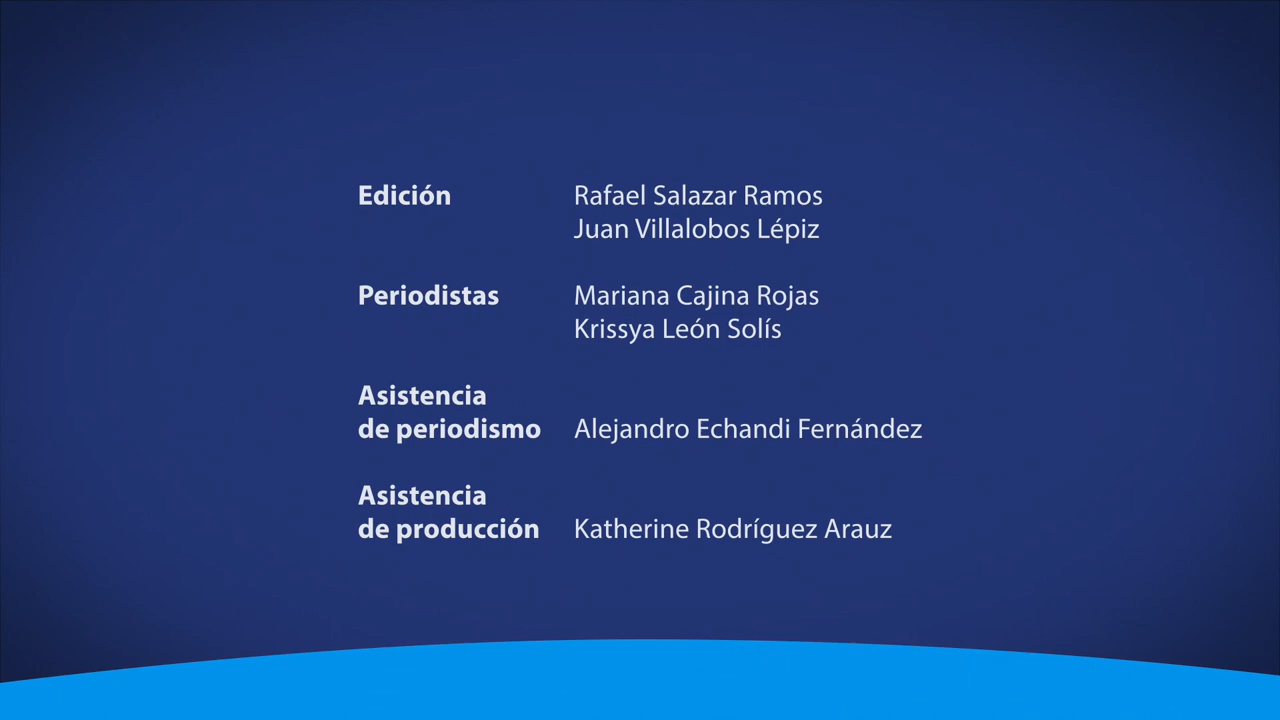 Edición Rafael Salazar Ramos
Juan Villalobos Lépiz
Periodistas Mariana Cajina Rojas
Krissya León Solís
Asistencia
de periodismo Alejandro Echandi Fernández
Asistencia
de producción Katherine Rodríguez Arauz